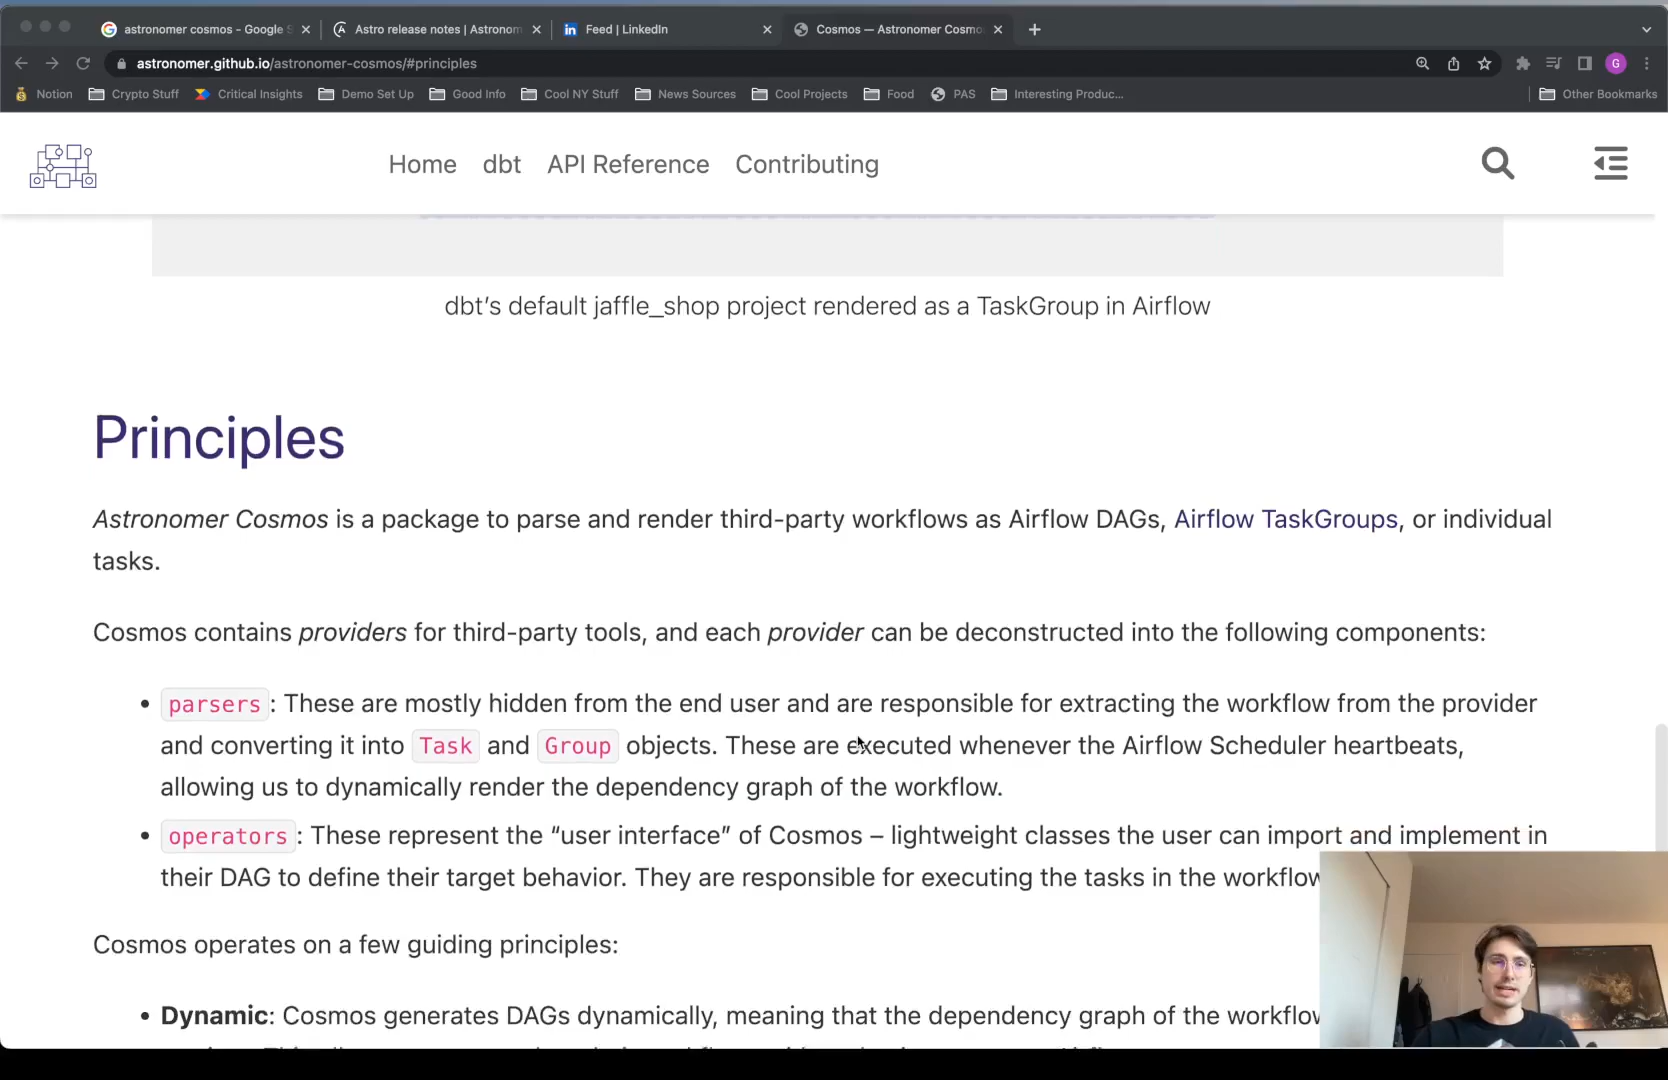 astronomer cosmos - Google S
Astro release notes | Astronom
Feed | LinkedIn
Cosmos — Astronomer Cosmo
astronomer.github.io/astronomer-cosmos/#principles
G
Notion
Crypto Stuff
Critical Insights
Demo Set Up
Good Info
Cool NY Stuff
News Sources
Cool Projects
Food
PAS
Interesting Produc...
Other Bookmarks
Home dbt API Reference Contributing
dbt’s default jaffle_shop project rendered as a TaskGroup in Airflow
Principles
Astronomer Cosmos is a package to parse and render third-party workflows as Airflow DAGs, Airflow TaskGroups, or individual
tasks.
Cosmos contains providers for third-party tools, and each provider can be deconstructed into the following components:
• parsers: These are mostly hidden from the end user and are responsible for extracting the workflow from the provider
and converting it into Task and Group objects. These are executed whenever the Airflow Scheduler heartbeats,
allowing us to dynamically render the dependency graph of the workflow.
• operators: These represent the “user interface” of Cosmos – lightweight classes the user can import and implement in
their DAG to define their target behavior. They are responsible for executing the tasks in the workflow
Cosmos operates on a few guiding principles:
• Dynamic: Cosmos generates DAGs dynamically, meaning that the dependency graph of the workflow